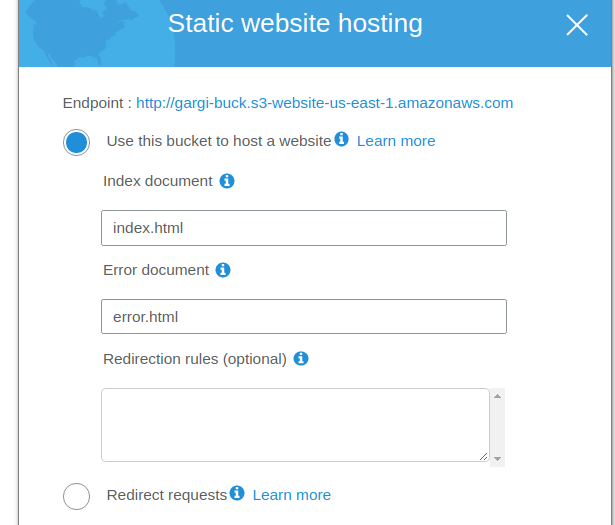 Static website hosting
Endpoint : http://gargi-buck.s3-website-us-east-1.amazonaws.com
Use this bucket to host a website Learn more
Index document
index.html
Error document
error.html
Redirection rules (optional)
Redirect requests Learn more